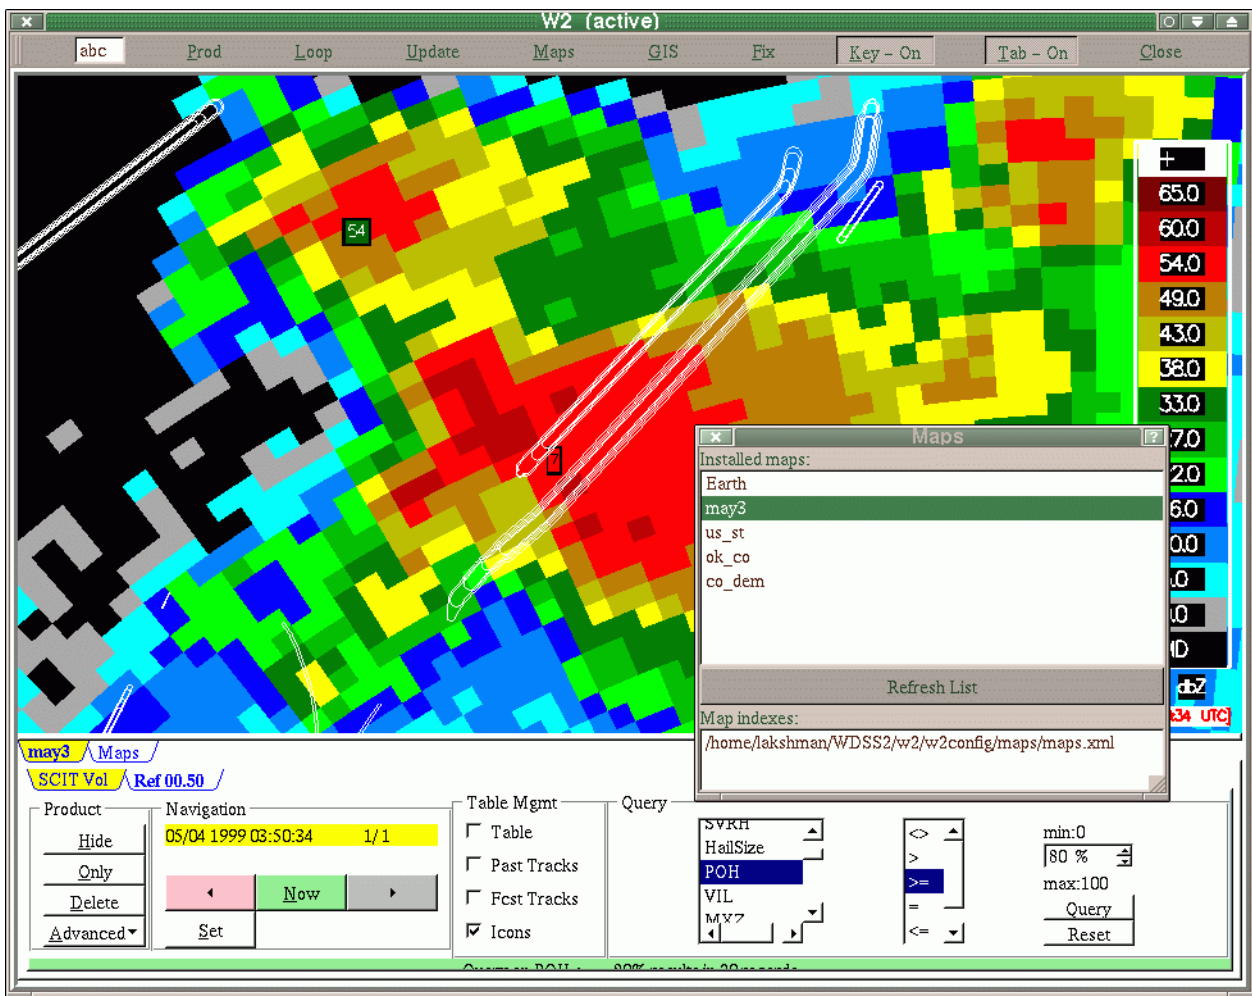 W2 (active)
abc Prod Loop Update Maps GIS Fix Key - On Tab - On Close
+
65.0
60.0
54.0
49.0
43.0
38.0
33.0
54
7
dbZ
UTC]
Maps
Installed maps:
Earth
may3
us_st
ok_co
co_dem
Refresh List
Map indexes:
/home/lakshman/WDSS2/w2/w2config/maps/maps.xml
may3 Maps
SCIT Vol Ref 00.50
Product
Hide
Only
Delete
Advanced
Navigation
05/04 1999 03:50:34 1/1
Now
Set
Table Mgmt
Table
Past Tracks
Fcst Tracks
Icons
Query
SVRH
HailSize
POH
VIL
MXZ
<>
>
>=
=
<=
min:0
80 %
max:100
Query
Reset